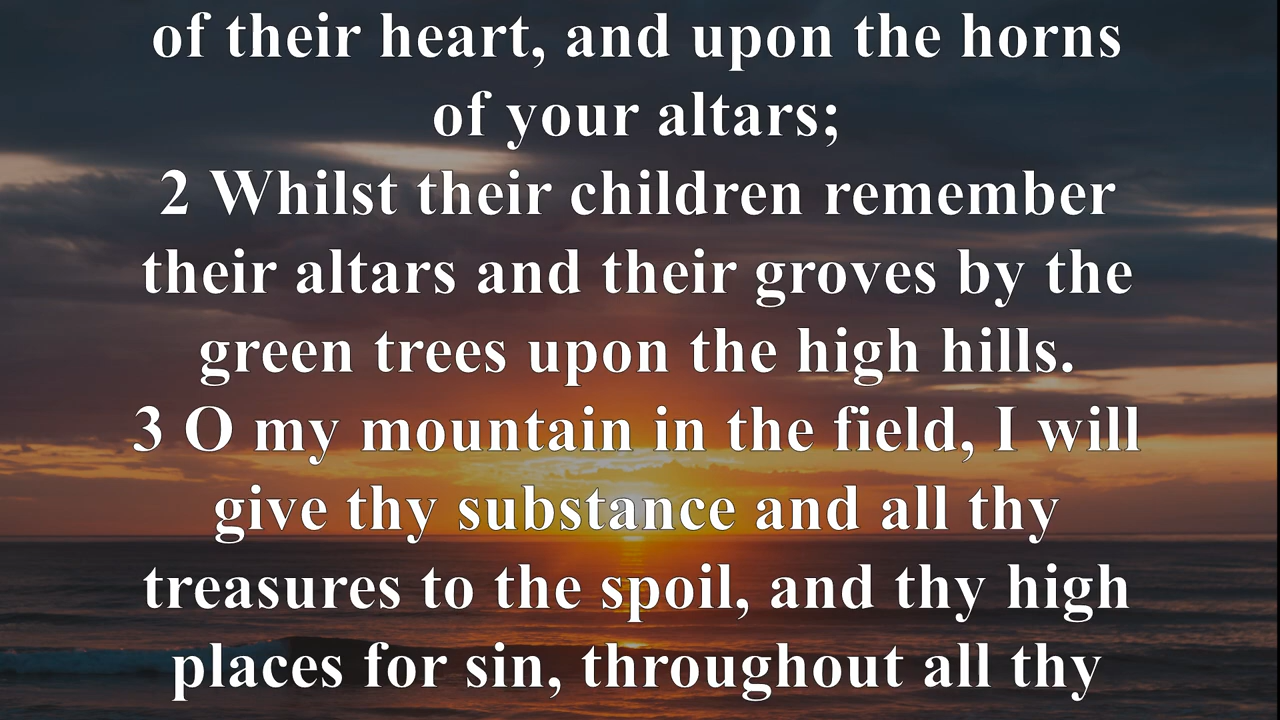 of their heart, and upon the horns
of your altars;
2 Whilst their children remember
their altars and their groves by the
green trees upon the high hills.
3 O my mountain in the field, I will
give thy substance and all thy
treasures to the spoil, and thy high
places for sin, throughout all thy